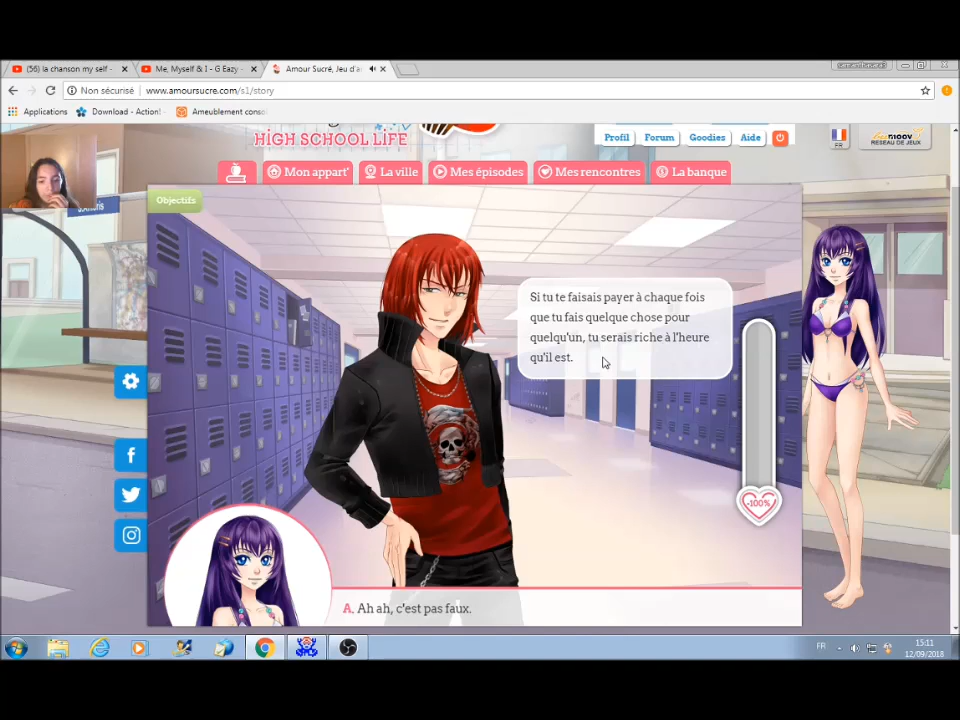 (56) la chanson my self -
Me, Myself & I - G Eazy -
Amour Sucré, Jeu d'a
Non sécurisé
www.amoursucre.com/s1/story
Applications
Download - Action!
Ameublement conso
HIGH SCHOOL LIFE
Profil
Forum
Goodies
Aide
FR
beemoov
RESEAU DE JEUX
Mon appart'
La ville
Mes épisodes
Mes rencontres
La banque
Objectifs
Si tu te faisais payer à chaque fois
que tu fais quelque chose pour
quelqu'un, tu serais riche à l'heure
qu'il est.
-100%
A. Ah ah, c'est pas faux.
FR
15:11
12/09/2018